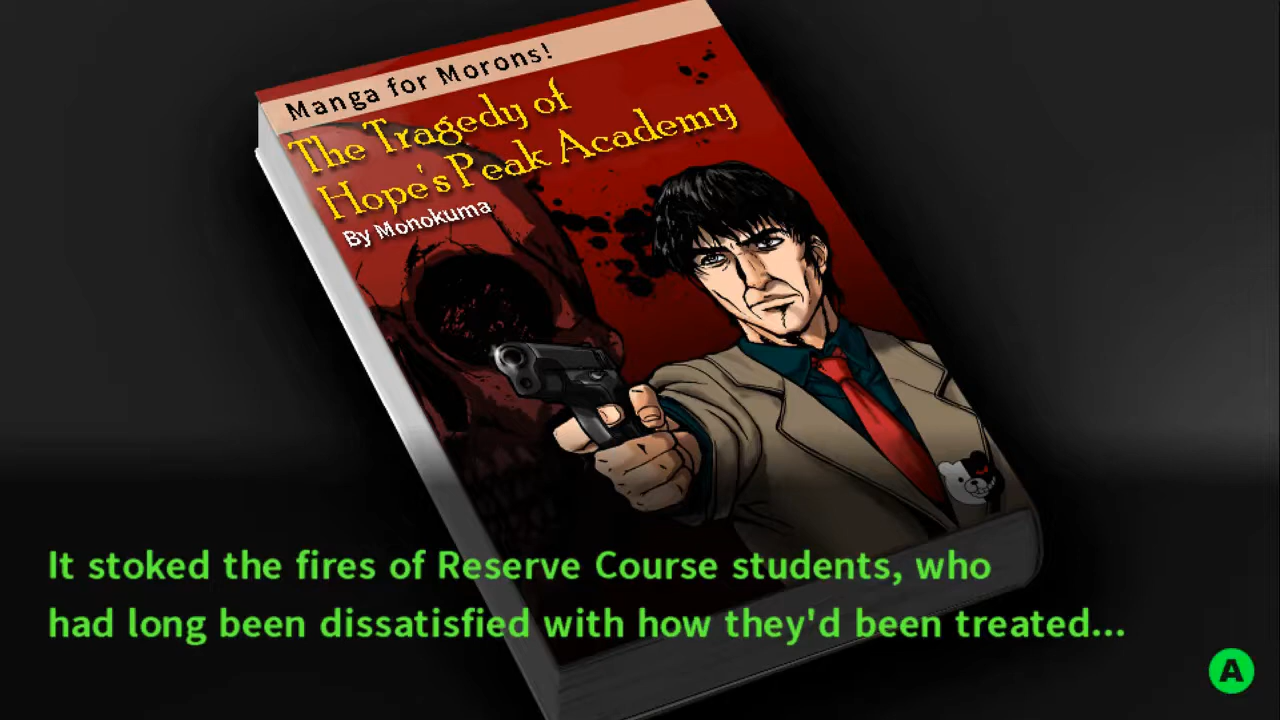 Manga for Morons!
The Tragedy of
Hope's Peak Academy
By Monokuma
It stoked the fires of Reserve Course students, who
had long been dissatisfied with how they'd been treated...
A